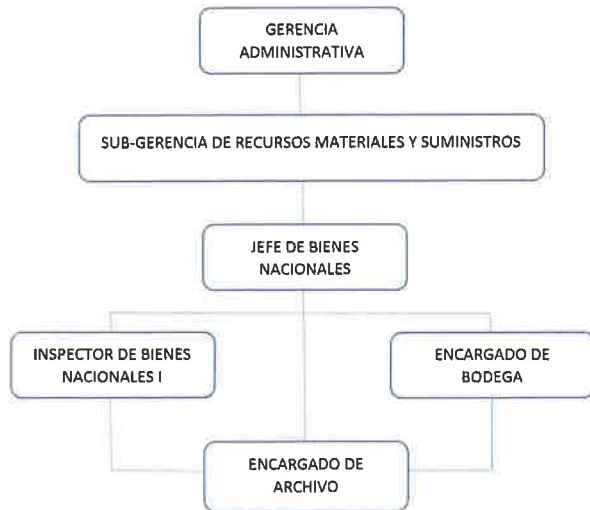 GERENCIA
ADMINISTRATIVA
SUB-GERENCIA DE RECURSOS MATERIALES Y SUMINISTROS
JEFE DE BIENES
NACIONALES
INSPECTOR DE BIENES
NACIONALES I
ENCARGADO DE
BODEGA
ENCARGADO DE
ARCHIVO